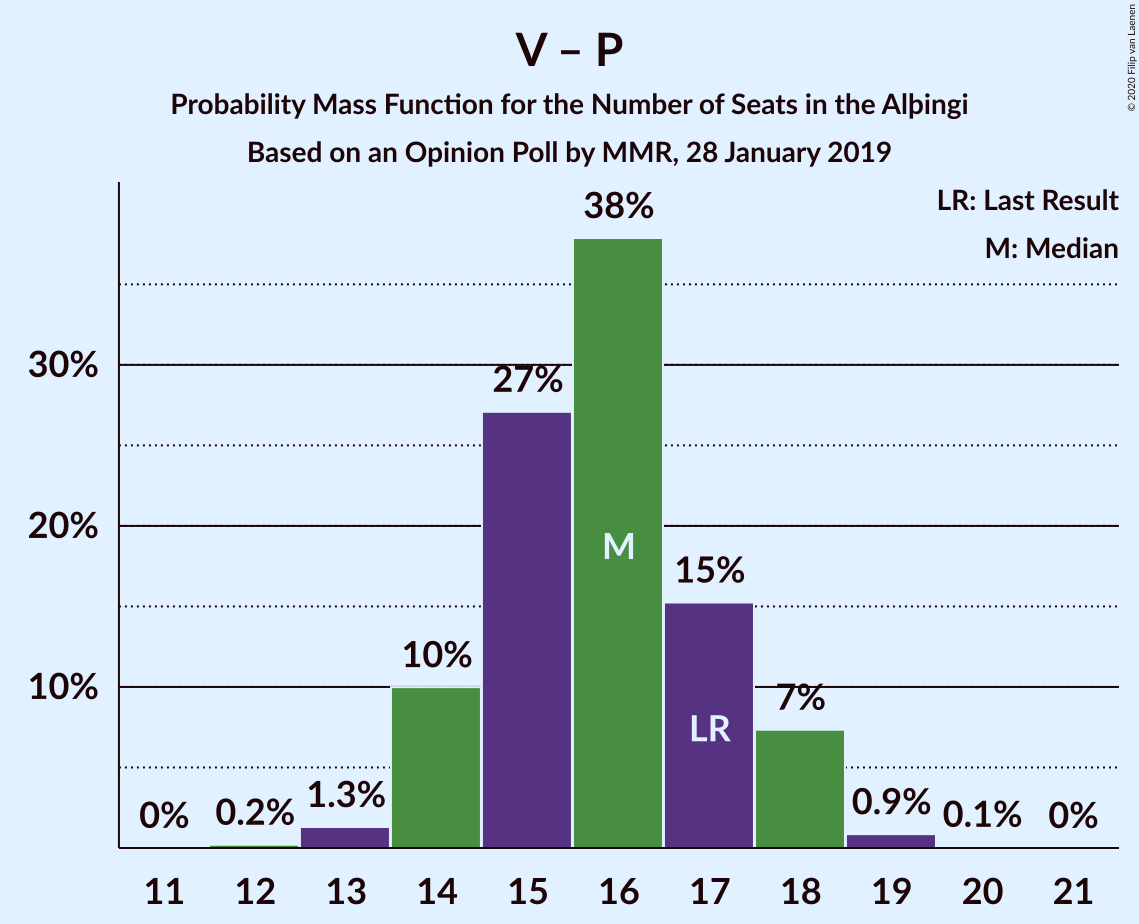 V – P
Probability Mass Function for the Number of Seats in the Alþingi
Based on an Opinion Poll by MMR, 28 January 2019
© 2020 Filip van Laenen
LR: Last Result
M: Median
38%
30%
27%
20%
M
15%
10%
10%
7%
LR
0%
0.2%
1.3%
0.9%
0.1%
0%
11 12 13 14 15 16 17 18 19 20 21